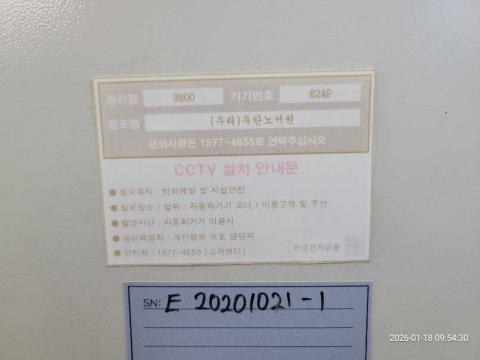 관리점 9600 기기번호 824P
점포명 (우리)두란노서원
문의사항은 1577-4655로 연락주십시오
CCTV 설치 안내문
● 설치목적 : 범죄예방 및 시설안전
● 설치장소 / 범위 : 자동화기기 코너 / 이용고객 및 주변
● 촬영시간 : 자동화기기 이용시
● 관리책임자 : 개인정보 보호 담당자
● 연락처 : 1577-4655 [고객센터]
한국전자금융
SN: E 20201021-1
2026-01-18 09:54:30